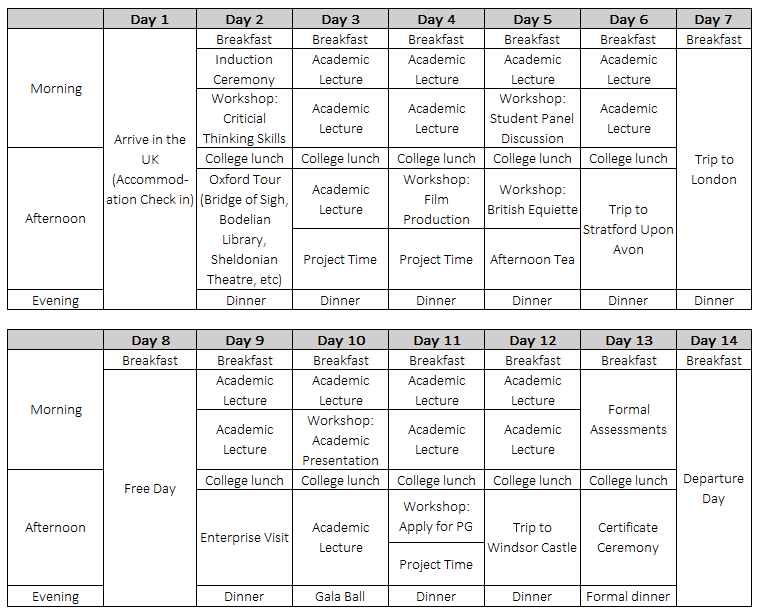 Day 1 Day 2 Day 3 Day 4 Day 5 Day 6 Day 7
Breakfast Breakfast Breakfast Breakfast Breakfast Breakfast
Morning
Arrive in the
UK
(Accommod-
ation Check in)
Induction
Ceremony
Academic
Lecture
Academic
Lecture
Academic
Lecture
Academic
Lecture
Trip to
London
Workshop:
Criticial
Thinking Skills
Academic
Lecture
Academic
Lecture
Workshop:
Student Panel
Discussion
Academic
Lecture
College lunch College lunch College lunch College lunch College lunch
Afternoon
Oxford Tour
(Bridge of Sigh,
Bodelian
Library,
Sheldonian
Theatre, etc)
Academic
Lecture
Workshop:
Film
Production
Workshop:
British Equiette
Trip to
Stratford Upon
Avon
Project Time Project Time Afternoon Tea
Evening Dinner Dinner Dinner Dinner Dinner Dinner
Day 8 Day 9 Day 10 Day 11 Day 12 Day 13 Day 14
Breakfast Breakfast Breakfast Breakfast Breakfast Breakfast Breakfast
Morning
Free Day
Academic
Lecture
Academic
Lecture
Academic
Lecture
Academic
Lecture
Formal
Assessments
Departure
Day
Academic
Lecture
Workshop:
Academic
Presentation
Academic
Lecture
Academic
Lecture
College lunch College lunch College lunch College lunch College lunch
Afternoon
Enterprise Visit
Academic
Lecture
Workshop:
Apply for PG
Trip to
Windsor Castle
Certificate
Ceremony
Project Time
Evening Dinner Gala Ball Dinner Dinner Formal dinner